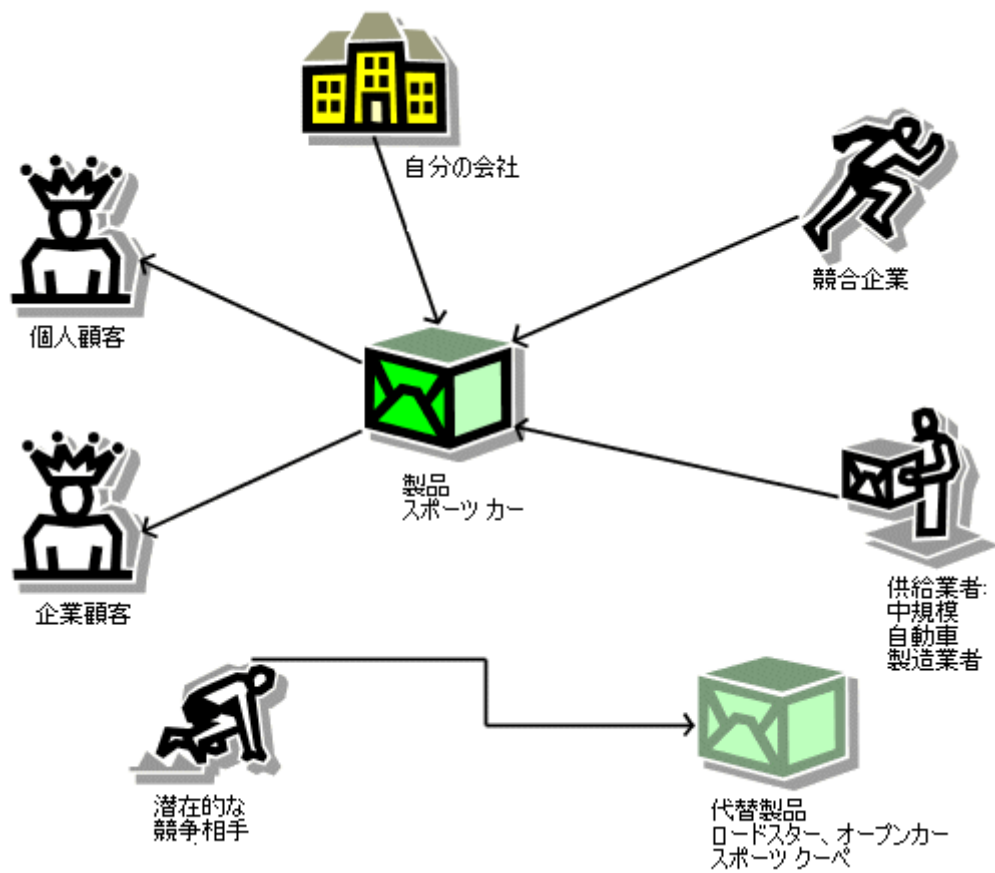 自分の会社
競合企業
個人顧客
製品
スポーツ カー
企業顧客
供給業者:
中規模
自動車
製造業者
潜在的な
競争相手
代替製品
ロードスター、オープンカー
スポーツ クーペ